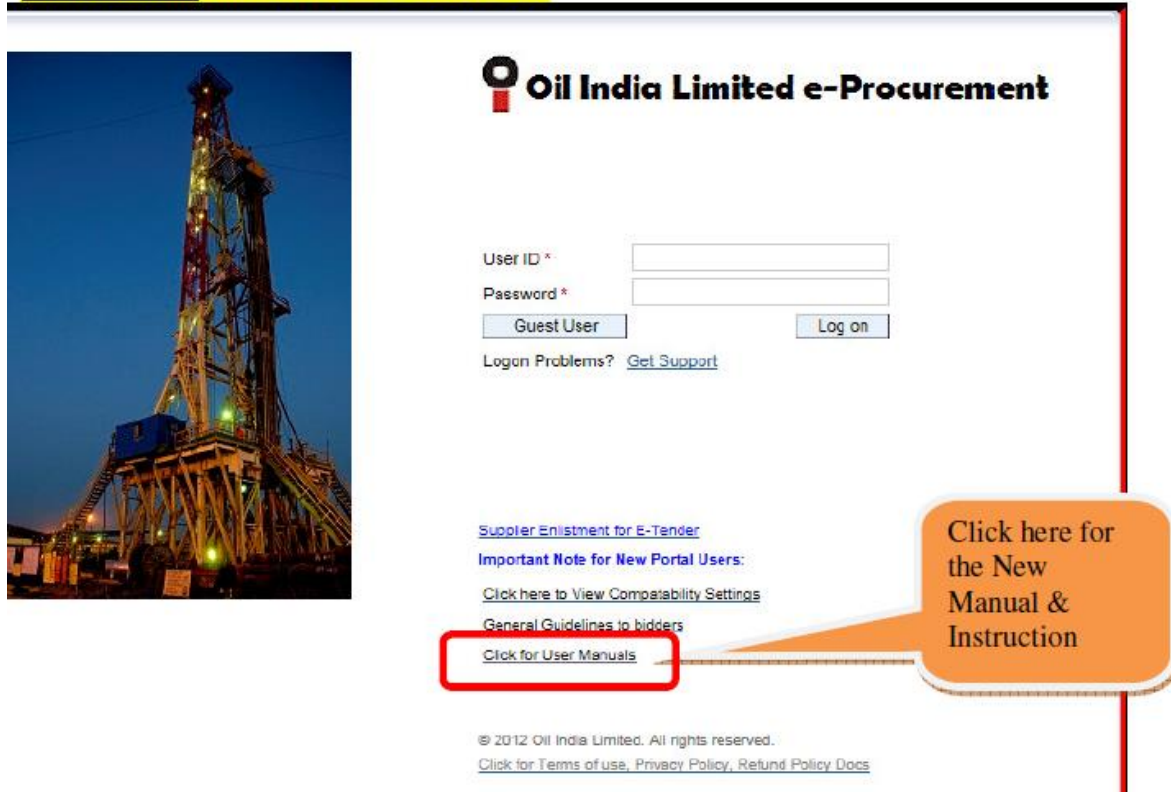 Oil India Limited e-Procurement
User ID *
Password *
Guest User
Log on
Logon Problems? Get Support
Supplier Enlistment for E-Tender
Important Note for New Portal Users:
Click here to View Compatability Settings
General Guidelines to bidders
Click for User Manuals
Click here for
the New
Manual &
Instruction
© 2012 Oil India Limited. All rights reserved.
Click for Terms of use, Privacy Policy, Refund Policy Docs